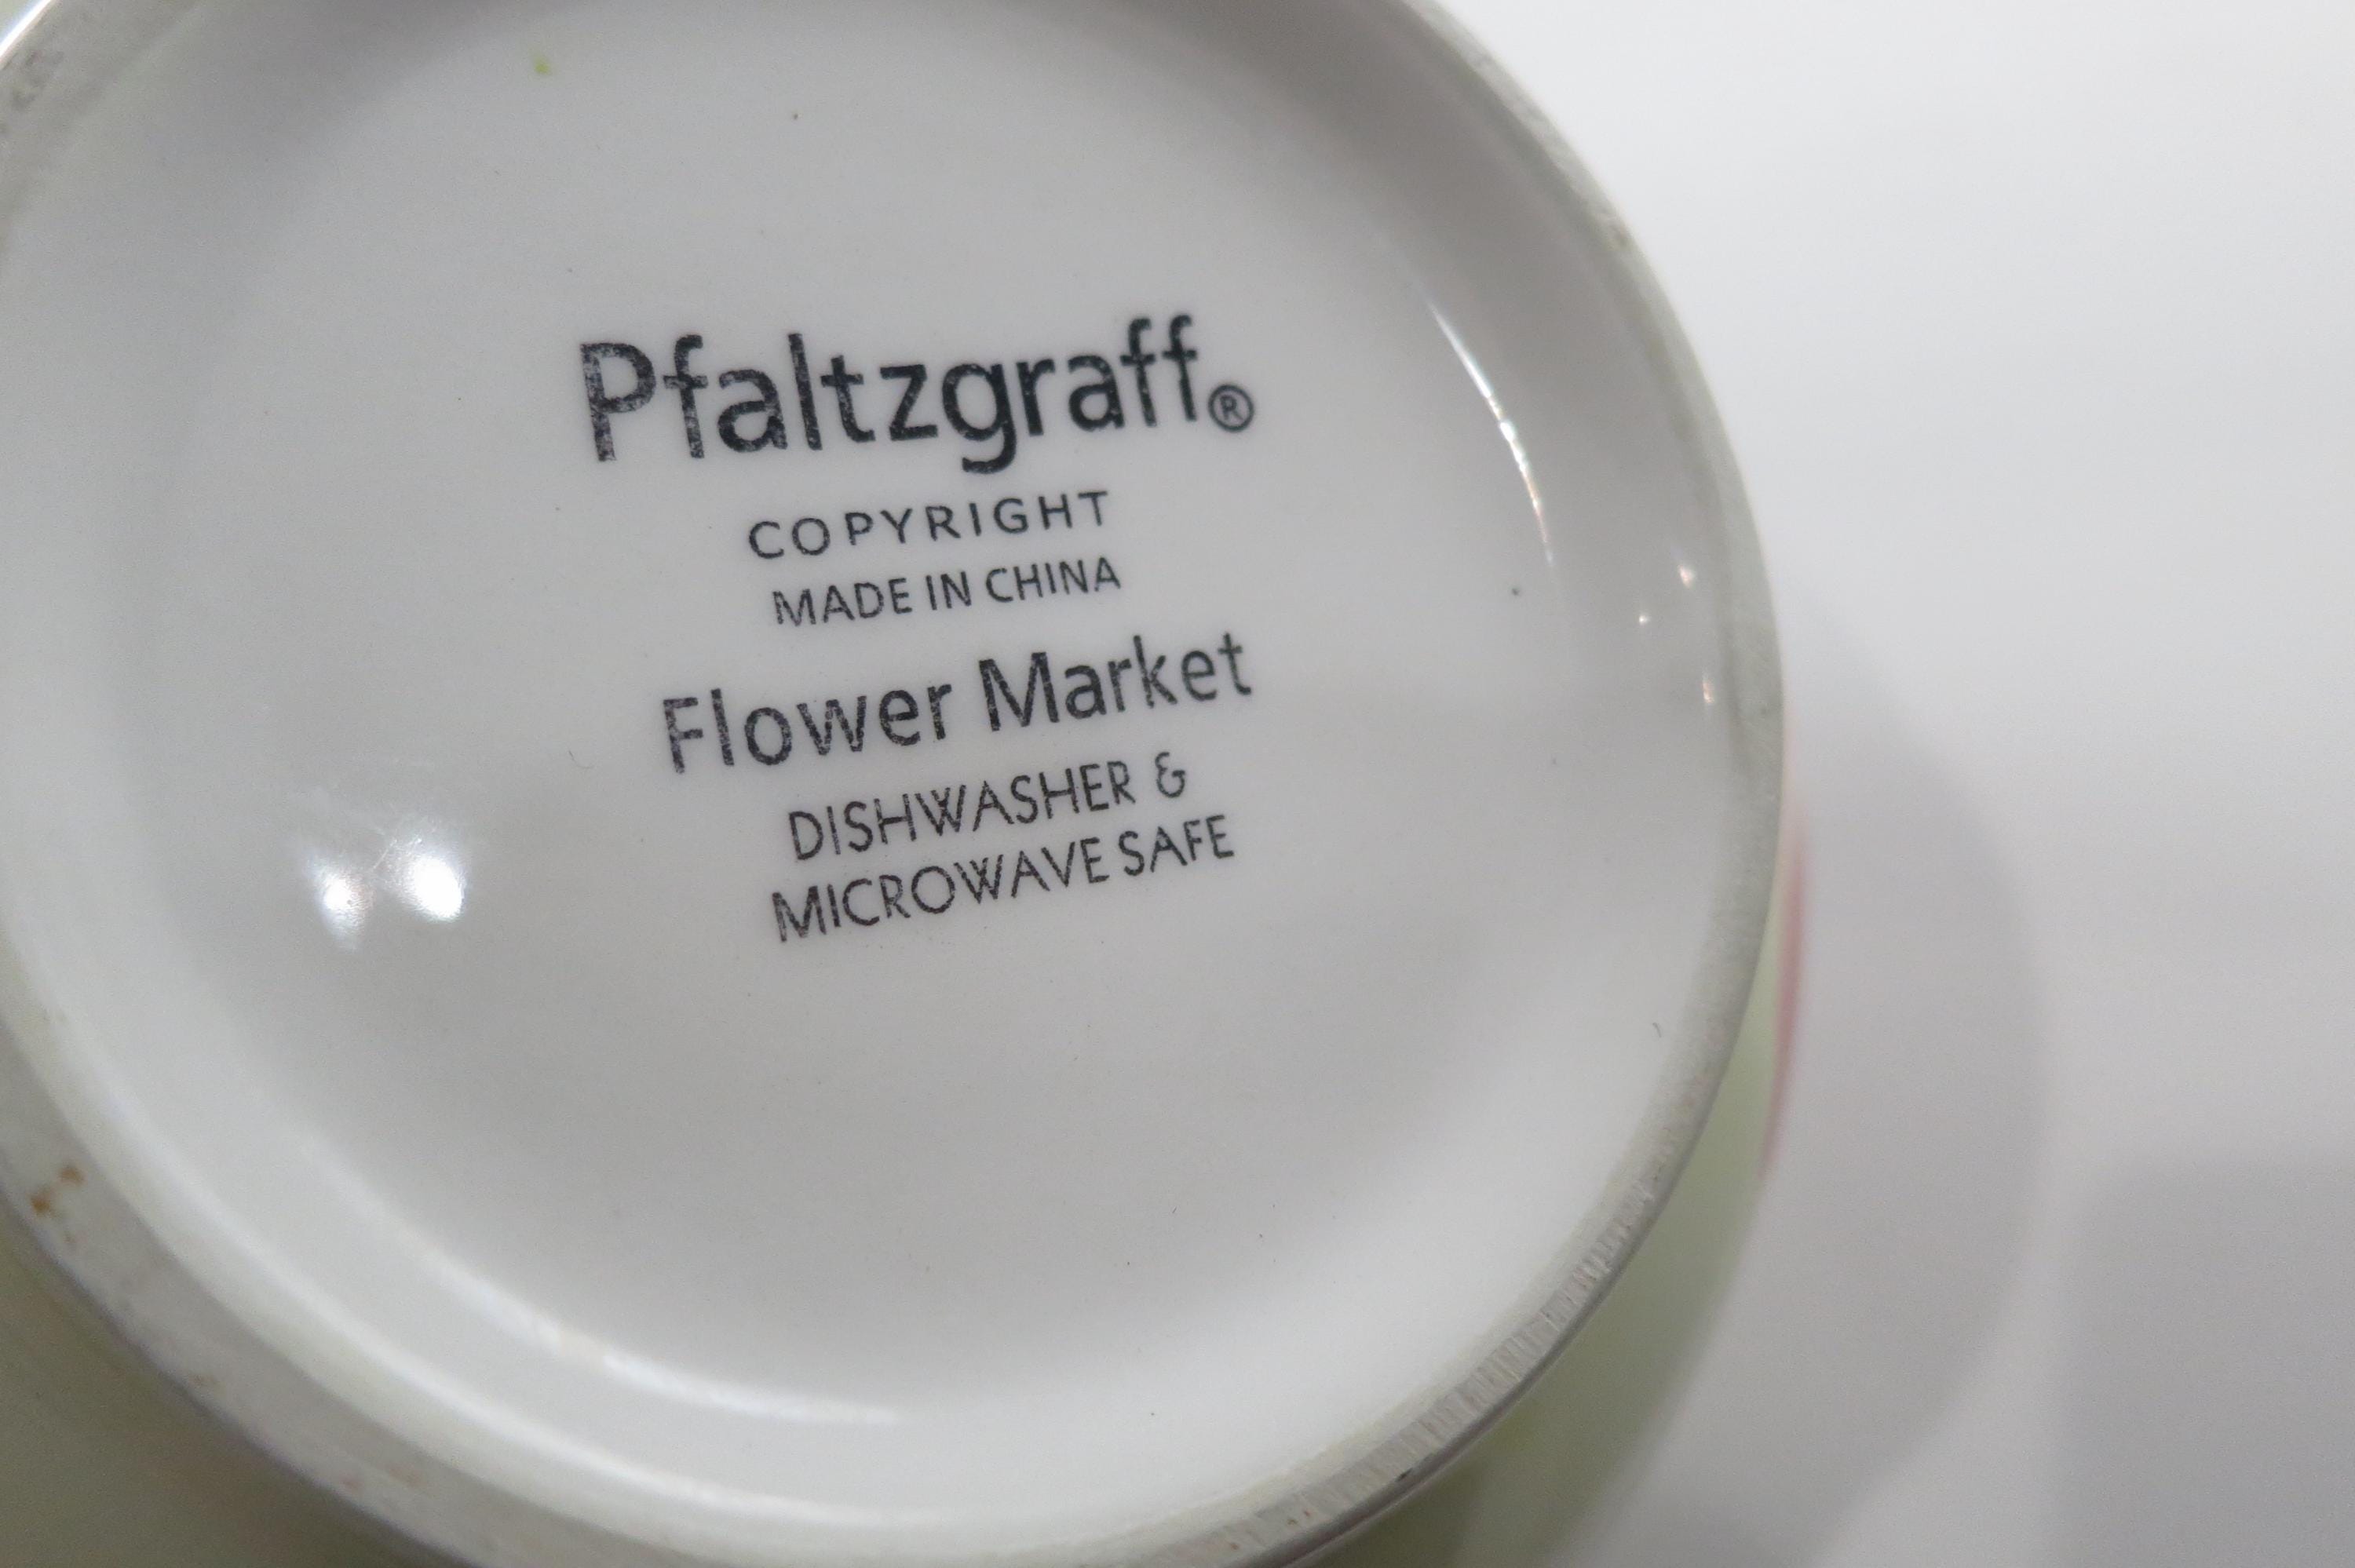 Pfaltzgraff®
COPYRIGHT
MADE IN CHINA
Flower Market
DISHWASHER &
MICROWAVE SAFE